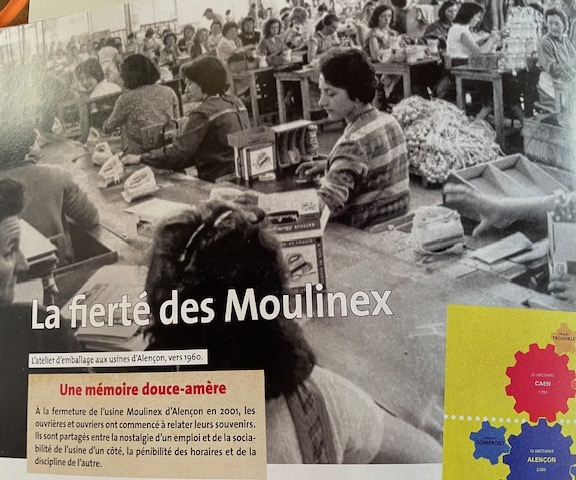 La fierté des Moulinex
L'atelier d'emballage aux usines d'Alençon, vers 1960.
Une mémoire douce-amère
À la fermeture de l'usine Moulinex d'Alençon en 2001, les
ouvrières et ouvriers ont commencé à relater leurs souvenirs.
Ils sont partagés entre la nostalgie d'un emploi et de la socia-
bilité de l'usine d'un côté, la pénibilité des horaires et de la
discipline de l'autre.
CAEN
DOMFRONT
ALENÇON